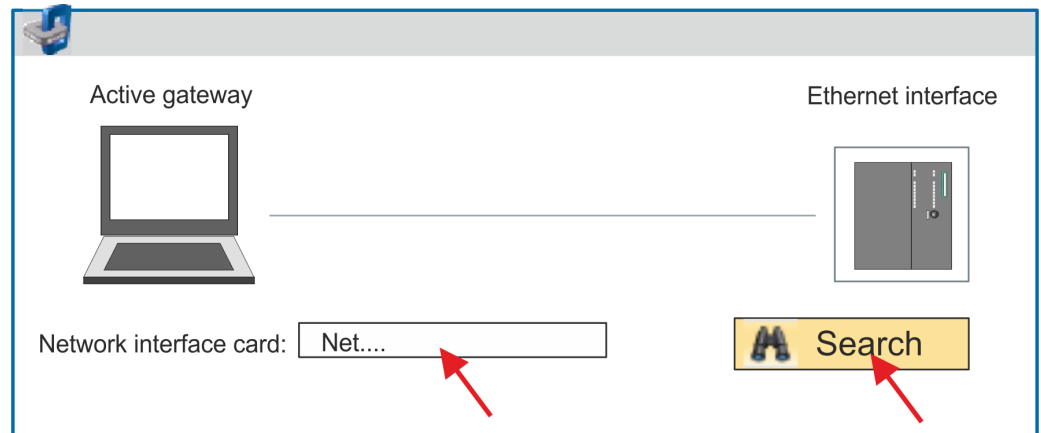 Active gateway
Ethernet interface
Network interface card:
Net....
Search